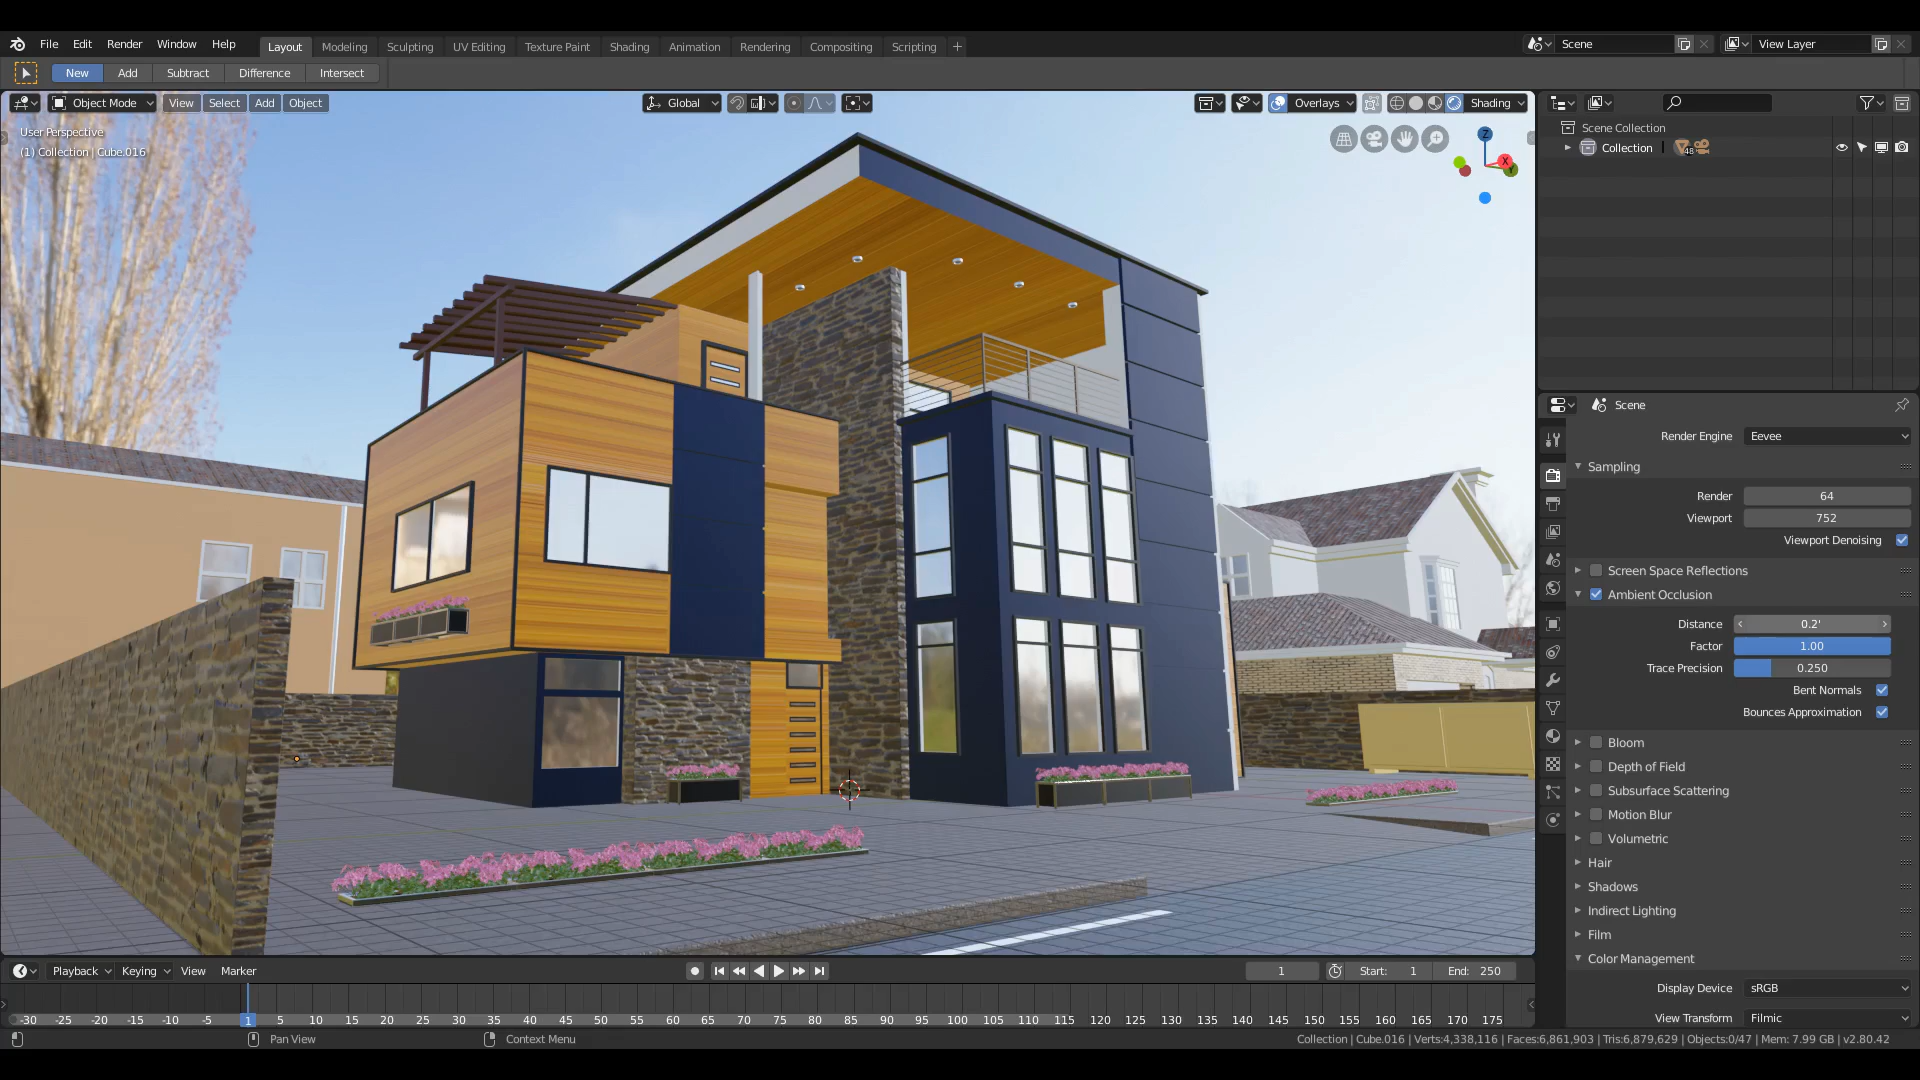 File Edit Render Window Help Layout Modeling Sculpting UV Editing Texture Paint Shading Animation Rendering Compositing Scripting + Scene View Layer
New Add Subtract Difference Intersect
Object Mode View Select Add Object Global Overlays Shading
User Perspective
(1) Collection | Cube.016
Z
X
Y
Scene Collection
Collection 48
Scene
Render Engine Eevee
Sampling
Render 64
Viewport 752
Viewport Denoising
Screen Space Reflections
Ambient Occlusion
Distance 0.2'
Factor 1.00
Trace Precision 0.250
Bent Normals
Bounces Approximation
Bloom
Depth of Field
Subsurface Scattering
Motion Blur
Volumetric
Hair
Shadows
Indirect Lighting
Film
Color Management
Display Device sRGB
View Transform Filmic
Playback Keying View Marker 1 Start: 1 End: 250
-30 -25 -20 -15 -10 -5 1 5 10 15 20 25 30 35 40 45 50 55 60 65 70 75 80 85 90 95 100 105 110 115 120 125 130 135 140 145 150 155 160 165 170 175
Pan View Context Menu Collection | Cube.016 | Verts:4,338,116 | Faces:6,861,903 | Tris:6,879,629 | Objects:0/47 | Mem: 7.99 GB | v2.80.42